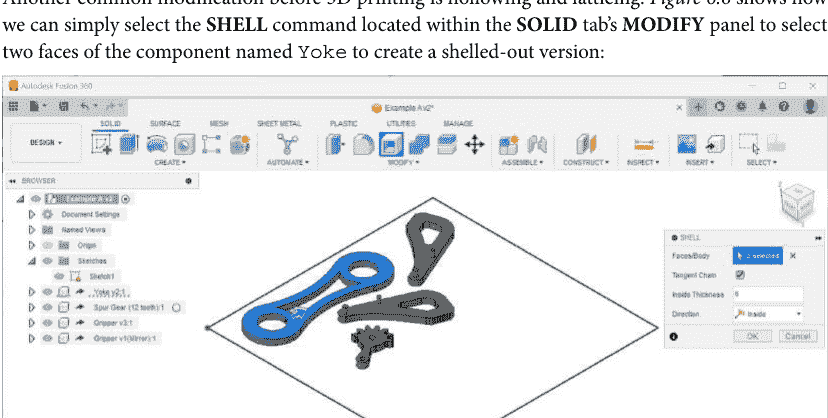 Another common modification before 3D printing is hollowing and latticing. Figure 6.6 shows how
we can simply select the SHELL command located within the SOLID tab's MODIFY panel to select
two faces of the component named Yoke to create a shelled-out version:
Autodesk Fusion 360
Example Av2*
SOLID SURFACE MESH SHEET METAL PLASTIC UTILITIES MANAGE
DESIGN
CREATE AUTOMATE MODIFY ASSEMBLE CONSTRUCT INSPECT INSERT SELECT
BROWSER
Document Settings
Named Views
Origin
Sketches
Sketch1
Yoke v2:1
Spur Gear (12 teeth):1
Gripper v3:1
Gripper v1(Mirror):1
SHELL
Faces/Body 2 selected
Tangent Chain
Inside Thickness 6
Direction Inside
OK Cancel